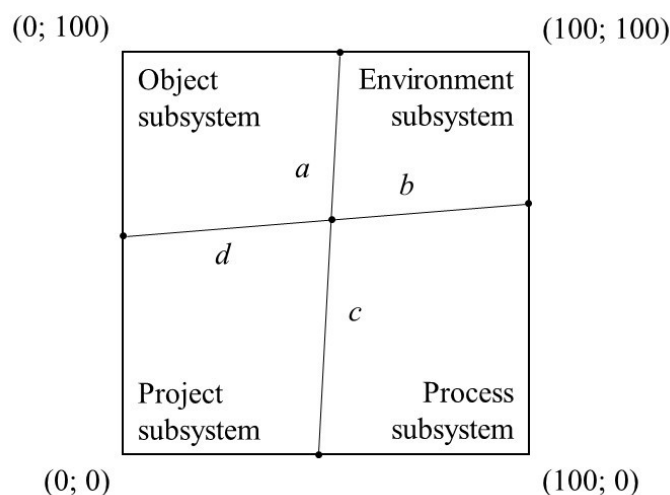 (0; 100)
(100; 100)
Object
subsystem
Environment
subsystem
a
b
d
c
Project
subsystem
Process
subsystem
(0; 0)
(100; 0)